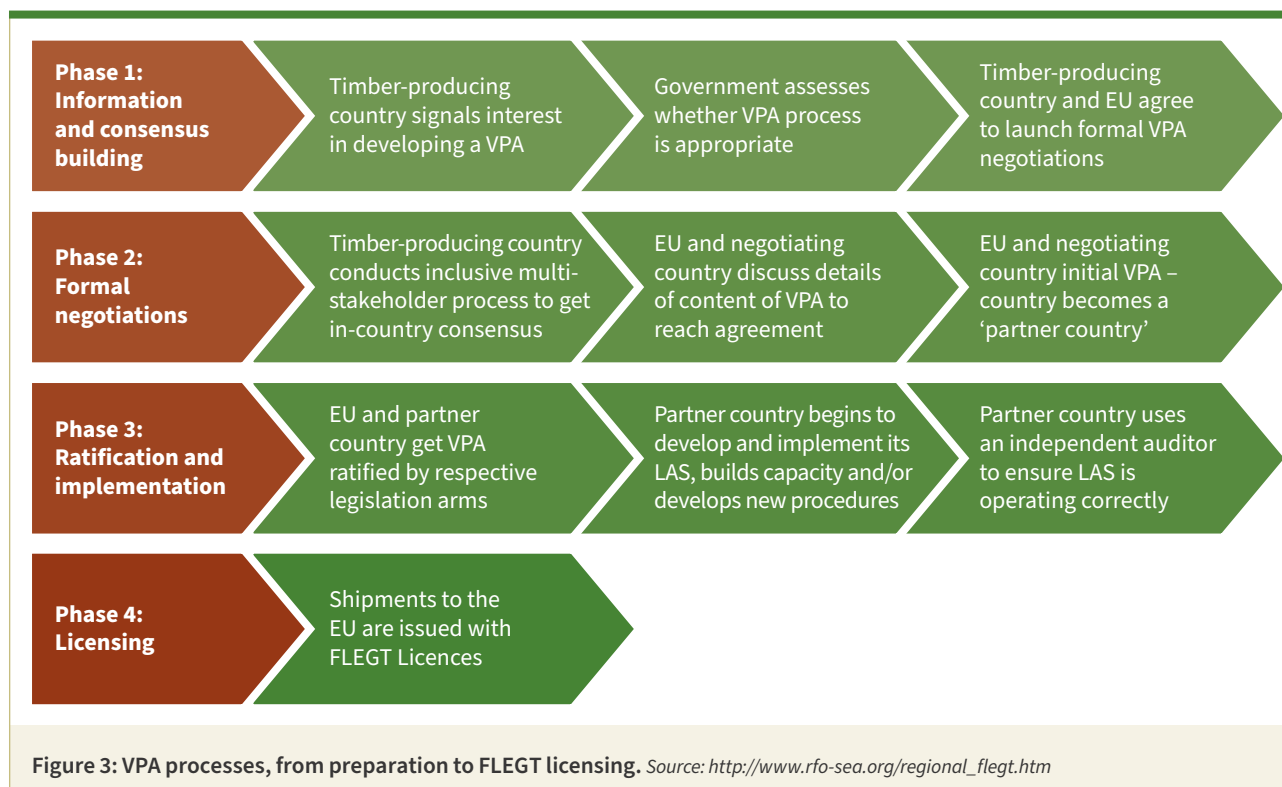 Phase 1:
Information
and consensus
building
Timber-producing
country signals interest
in developing a VPA
Government assesses
whether VPA process
is appropriate
Timber-producing
country and EU agree
to launch formal VPA
negotiations
Phase 2:
Formal
negotiations
Timber-producing country
conducts inclusive multi-
stakeholder process to get
in-country consensus
EU and negotiating
country discuss details
of content of VPA to
reach agreement
EU and negotiating
country initial VPA –
country becomes a
‘partner country’
Phase 3:
Ratification and
implementation
EU and partner
country get VPA
ratified by respective
legislation arms
Partner country begins to
develop and implement its
LAS, builds capacity and/or
develops new procedures
Partner country uses
an independent auditor
to ensure LAS is
operating correctly
Phase 4:
Licensing
Shipments to the
EU are issued with
FLEGT Licences
Figure 3: VPA processes, from preparation to FLEGT licensing. Source: http://www.rfo-sea.org/regional_flegt.htm